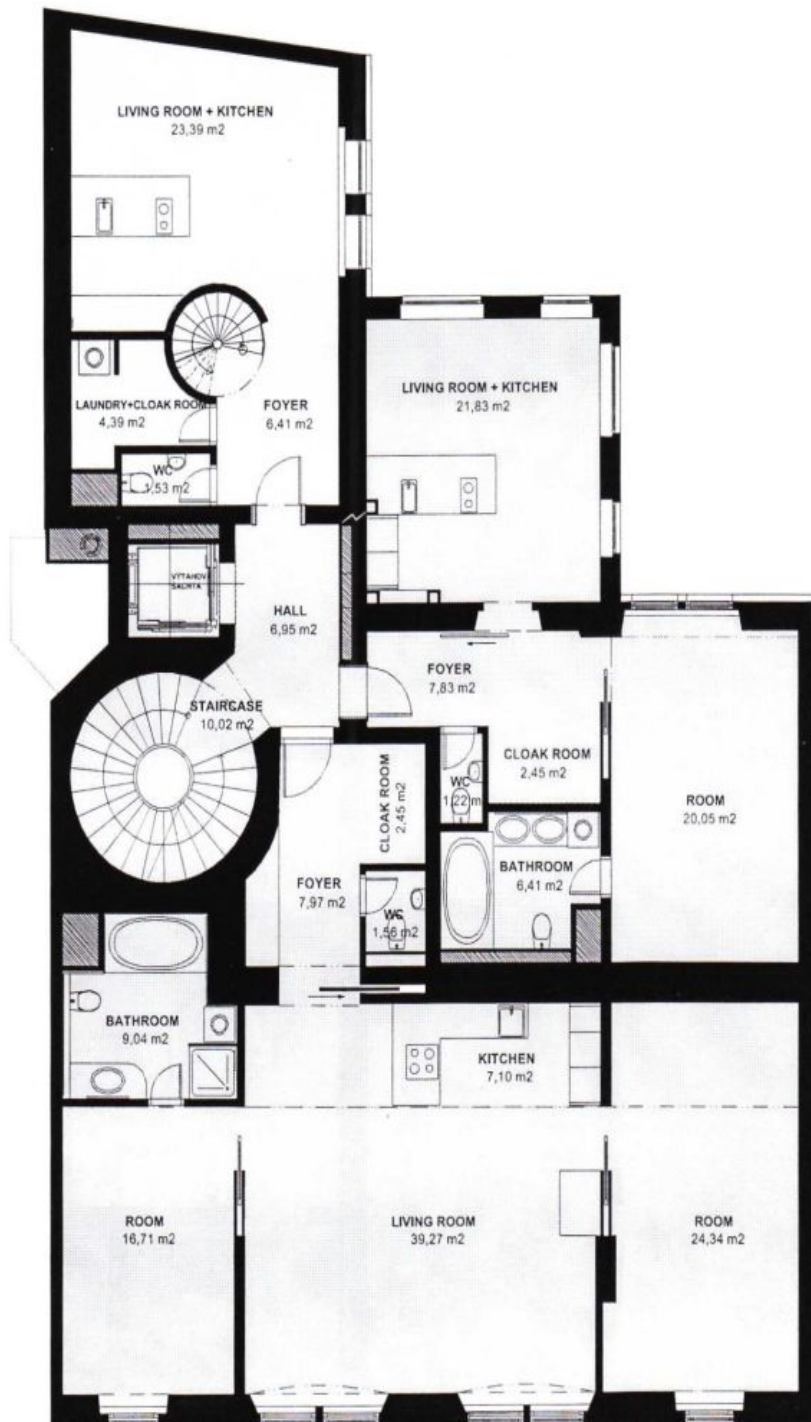 LIVING ROOM + KITCHEN
23,39 m2
LIVING ROOM + KITCHEN
21,83 m2
LAUNDRY+CLOAK ROOM
4,39 m2
FOYER
6,41 m2
WC
1,53 m2
VÝTAHOVÁ
ŠACHTA
HALL
6,95 m2
FOYER
7,83 m2
STAIRCASE
10,02 m2
CLOAK ROOM
2,45 m2
WC
1,22 m
CLOAK ROOM
2,45 m2
ROOM
20,05 m2
BATHROOM
6,41 m2
FOYER
7,97 m2
WC
1,56 m2
BATHROOM
9,04 m2
KITCHEN
7,10 m2
ROOM
16,71 m2
LIVING ROOM
39,27 m2
ROOM
24,34 m2